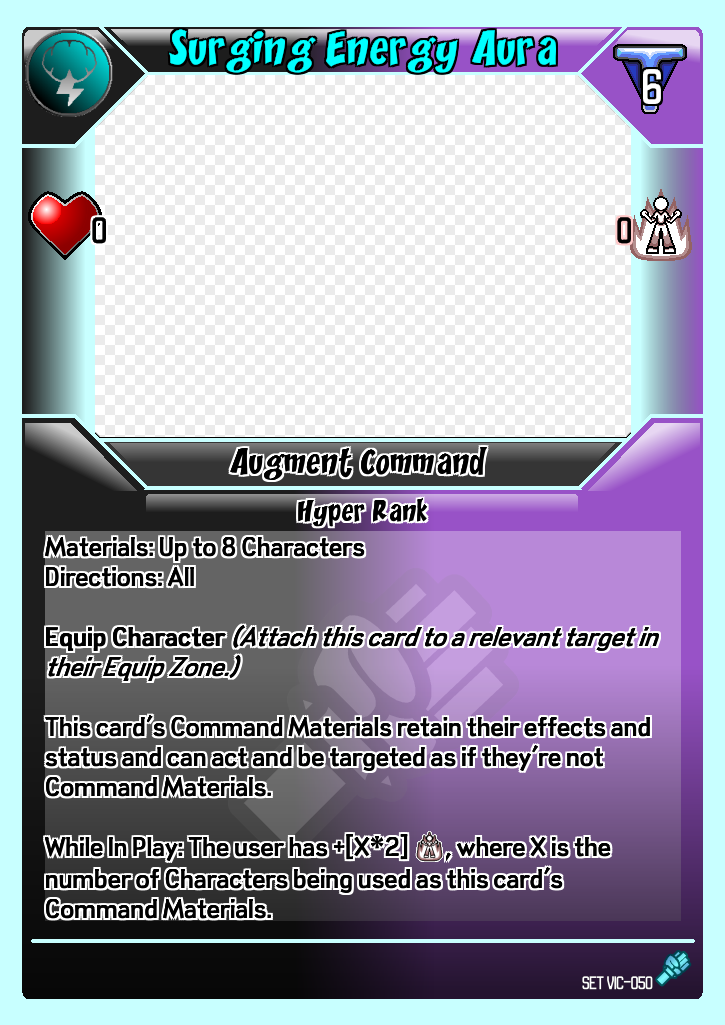 Surging Energy Aura
6
0
0
Augment Command
Hyper Rank
Materials: Up to 8 Characters
Directions: All
Equip Character (Attach this card to a relevant target in
their Equip Zone.)
This card's Command Materials retain their effects and
status and can act and be targeted as if they're not
Command Materials.
While In Play: The user has +[X*2] , where X is the
number of Characters being used as this card's
Command Materials.
SET VIC-050